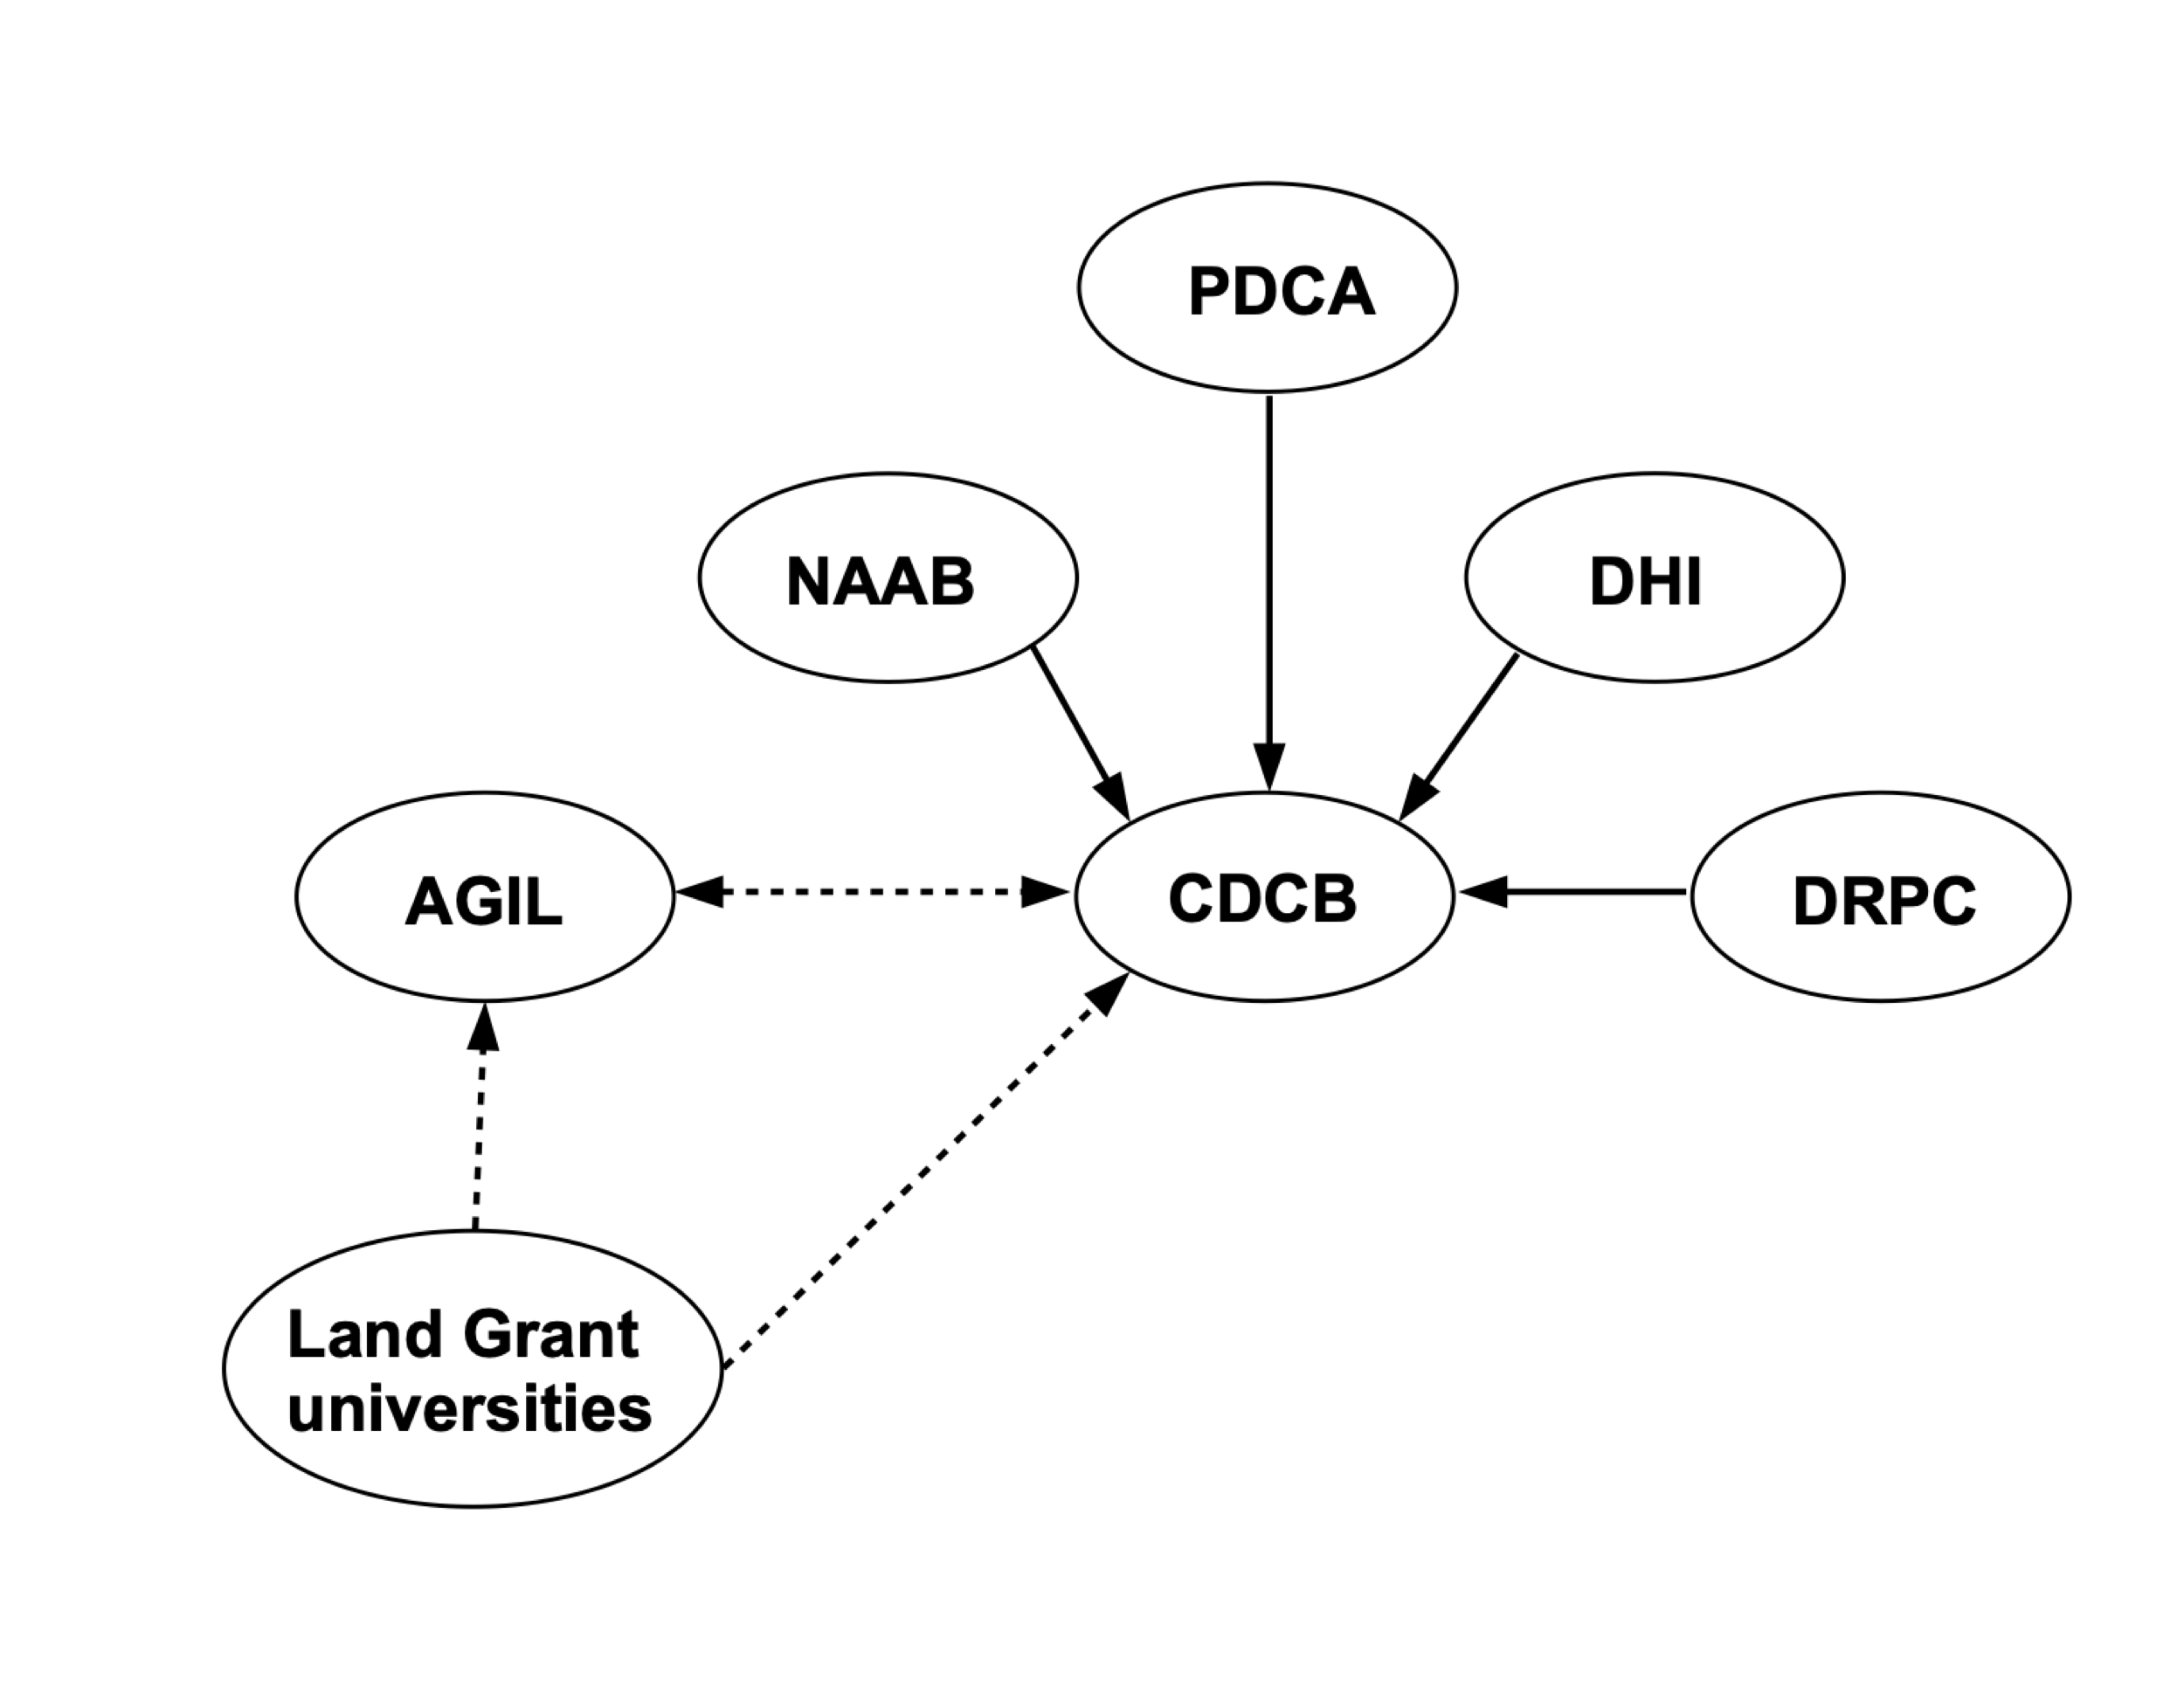 PDCA
NAAB
DHI
AGIL
CDCB
DRPC
Land Grant
universities